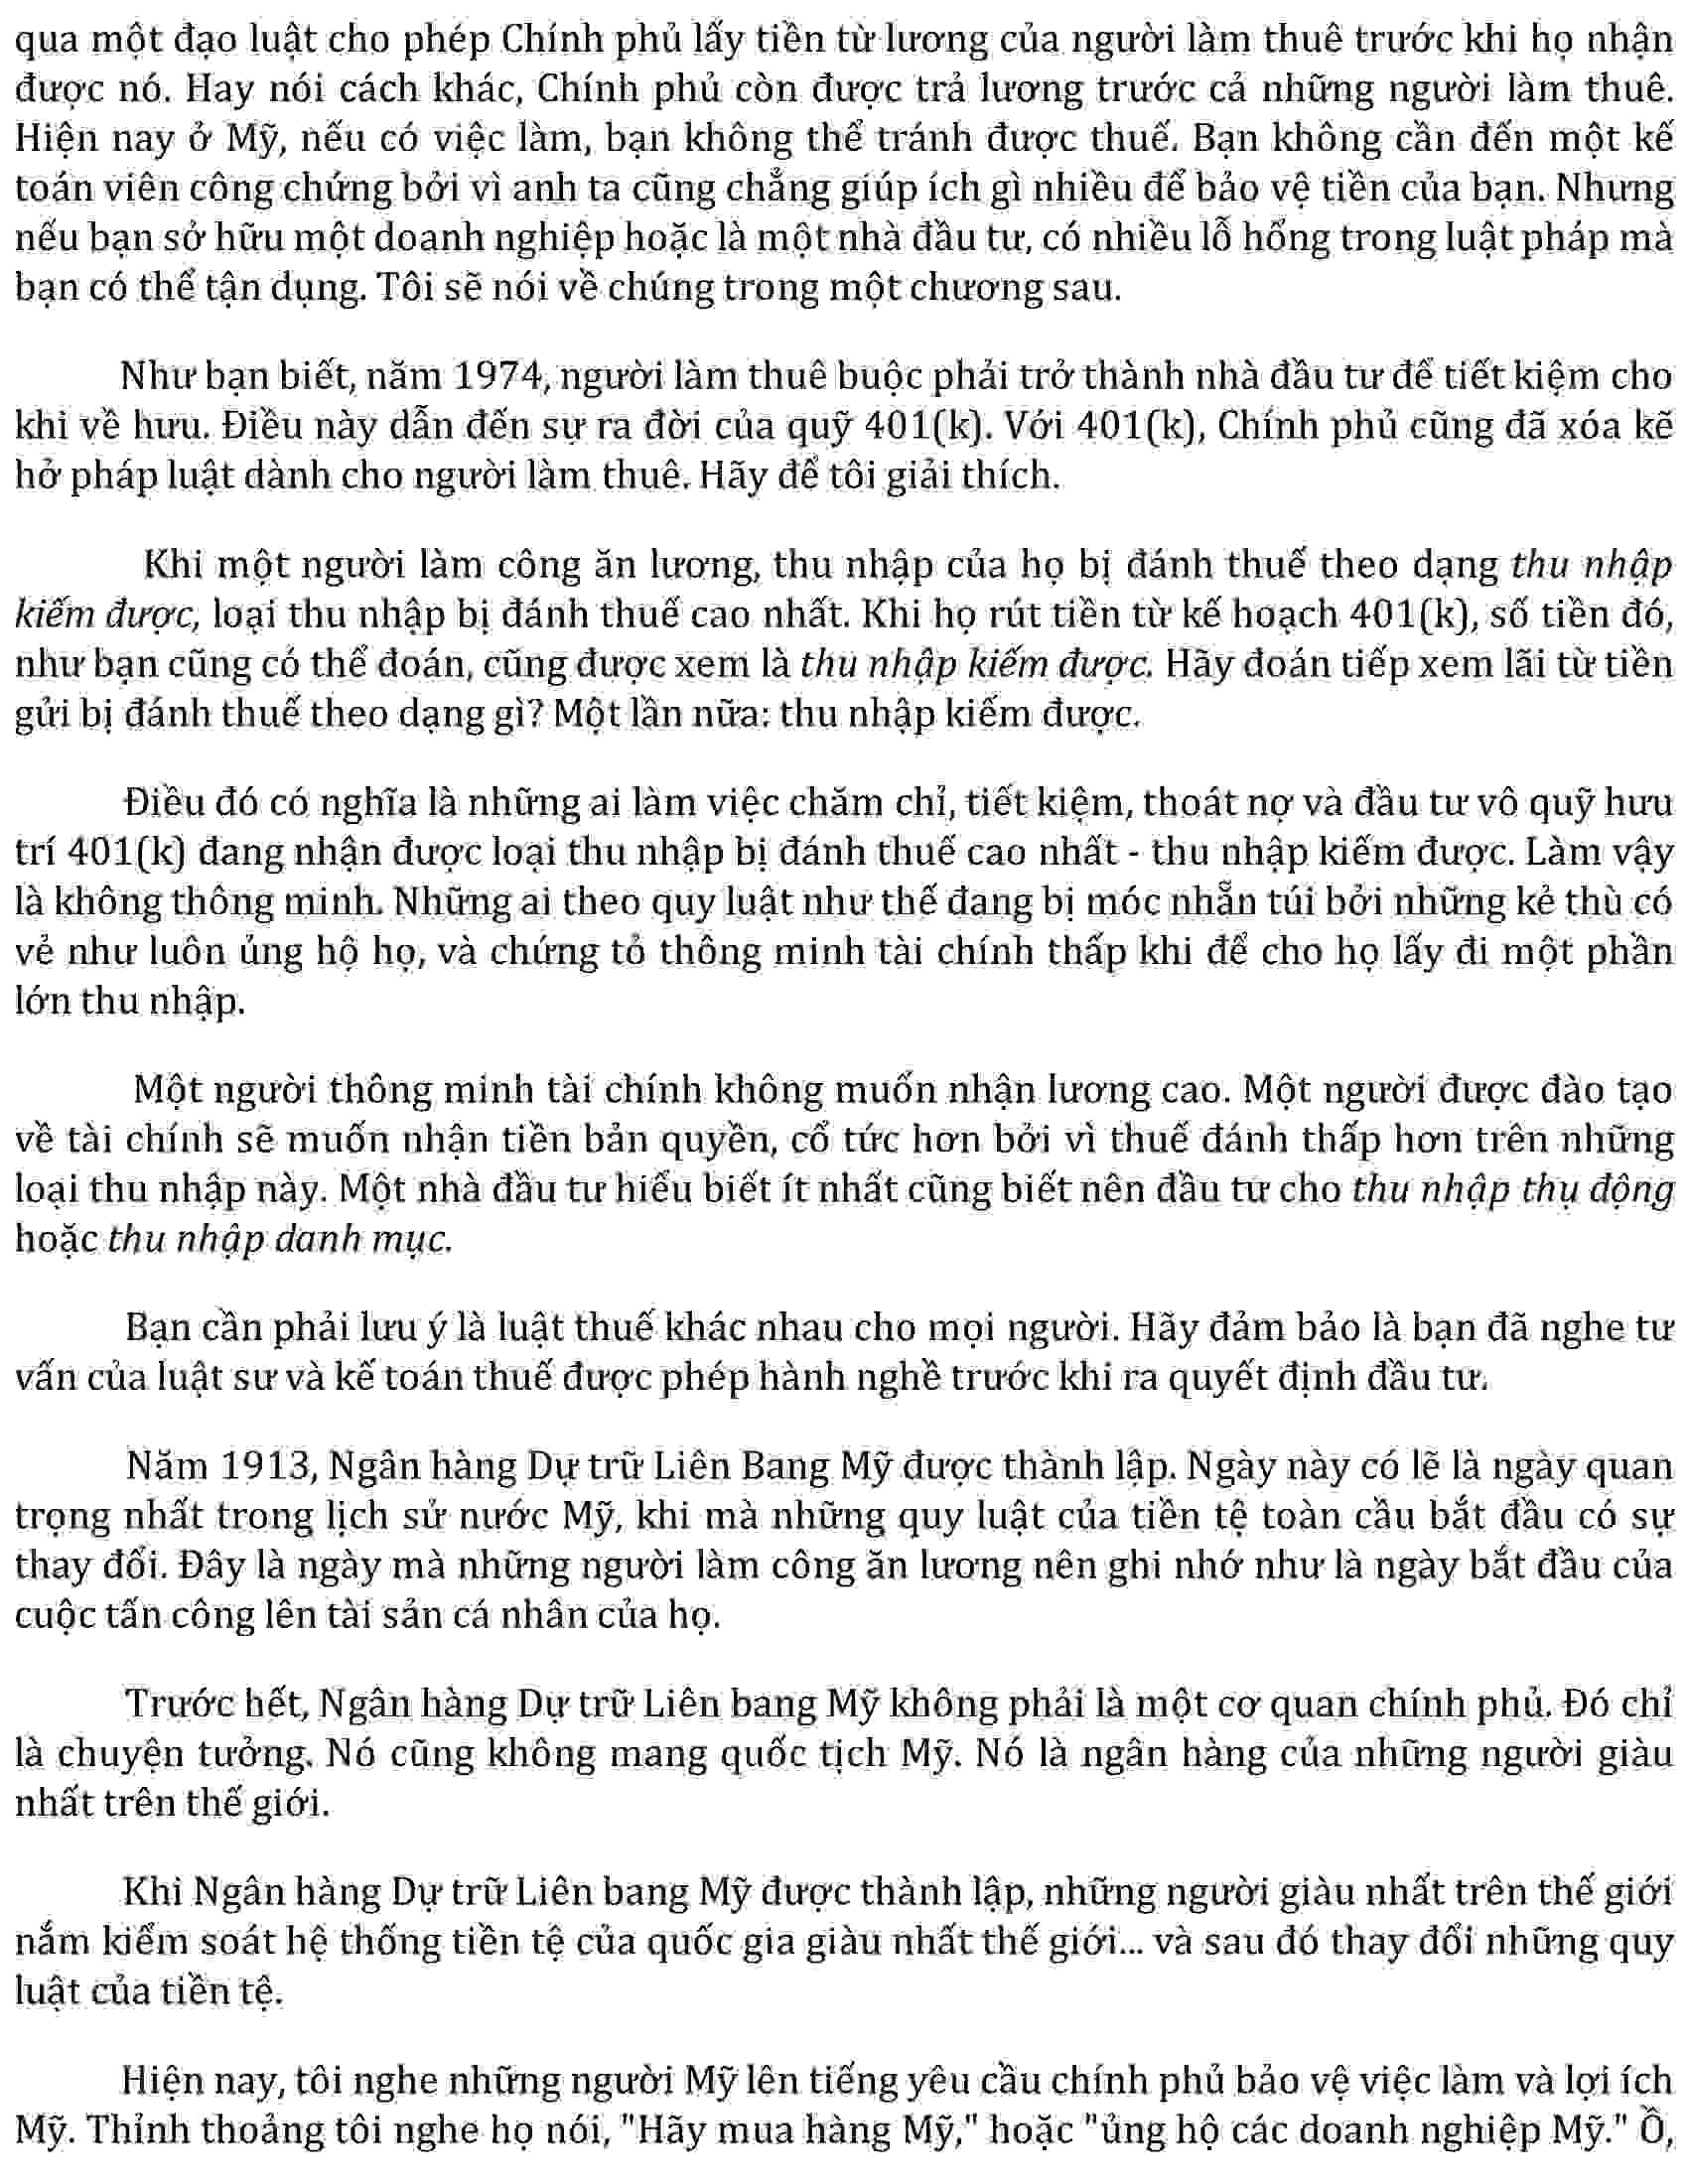 qua một đạo luật cho phép Chính phủ lấy tiền từ lương của người làm thuê trước khi họ nhận
được nó. Hay nói cách khác, Chính phủ còn được trả lương trước cả những người làm thuê.
Hiện nay ở Mỹ, nếu có việc làm, bạn không thể tránh được thuế. Bạn không cần đến một kế
toán viên công chứng bởi vì anh ta cũng chẳng giúp ích gì nhiều để bảo vệ tiền của bạn. Nhưng
nếu bạn sở hữu một doanh nghiệp hoặc là một nhà đầu tư, có nhiều lỗ hổng trong luật pháp mà
bạn có thể tận dụng. Tôi sẽ nói về chúng trong một chương sau.
Như bạn biết, năm 1974, người làm thuê buộc phải trở thành nhà đầu tư để tiết kiệm cho
khi về hưu. Điều này dẫn đến sự ra đời của quỹ 401(k). Với 401(k), Chính phủ cũng đã xóa kẽ
hở pháp luật dành cho người làm thuê. Hãy để tôi giải thích.
Khi một người làm công ăn lương, thu nhập của họ bị đánh thuế theo dạng thu nhập
kiếm được, loại thu nhập bị đánh thuế cao nhất. Khi họ rút tiền từ kế hoạch 401(k), số tiền đó,
như bạn cũng có thể đoán, cũng được xem là thu nhập kiếm được. Hãy đoán tiếp xem lãi từ tiền
gửi bị đánh thuế theo dạng gì? Một lần nữa: thu nhập kiếm được.
Điều đó có nghĩa là những ai làm việc chăm chỉ, tiết kiệm, thoát nợ và đầu tư vô quỹ hưu
trí 401(k) đang nhận được loại thu nhập bị đánh thuế cao nhất - thu nhập kiếm được. Làm vậy
là không thông minh. Những ai theo quy luật như thế đang bị móc nhẵn túi bởi những kẻ thù có
vẻ như luôn ủng hộ họ, và chứng tỏ thông minh tài chính thấp khi để cho họ lấy đi một phần
lớn thu nhập.
Một người thông minh tài chính không muốn nhận lương cao. Một người được đào tạo
về tài chính sẽ muốn nhận tiền bản quyền, cổ tức hơn bởi vì thuế đánh thấp hơn trên những
loại thu nhập này. Một nhà đầu tư hiểu biết ít nhất cũng biết nên đầu tư cho thu nhập thụ động
hoặc thu nhập danh mục.
Bạn cần phải lưu ý là luật thuế khác nhau cho mọi người. Hãy đảm bảo là bạn đã nghe tư
vấn của luật sư và kế toán thuế được phép hành nghề trước khi ra quyết định đầu tư.
Năm 1913, Ngân hàng Dự trữ Liên Bang Mỹ được thành lập. Ngày này có lẽ là ngày quan
trọng nhất trong lịch sử nước Mỹ, khi mà những quy luật của tiền tệ toàn cầu bắt đầu có sự
thay đổi. Đây là ngày mà những người làm công ăn lương nên ghi nhớ như là ngày bắt đầu của
cuộc tấn công lên tài sản cá nhân của họ.
Trước hết, Ngân hàng Dự trữ Liên bang Mỹ không phải là một cơ quan chính phủ. Đó chỉ
là chuyện tưởng. Nó cũng không mang quốc tịch Mỹ. Nó là ngân hàng của những người giàu
nhất trên thế giới.
Khi Ngân hàng Dự trữ Liên bang Mỹ được thành lập, những người giàu nhất trên thế giới
nắm kiểm soát hệ thống tiền tệ của quốc gia giàu nhất thế giới... và sau đó thay đổi những quy
luật của tiền tệ.
Hiện nay, tôi nghe những người Mỹ lên tiếng yêu cầu chính phủ bảo vệ việc làm và lợi ích
Mỹ. Thỉnh thoảng tôi nghe họ nói, "Hãy mua hàng Mỹ," hoặc "ủng hộ các doanh nghiệp Mỹ." Ồ,